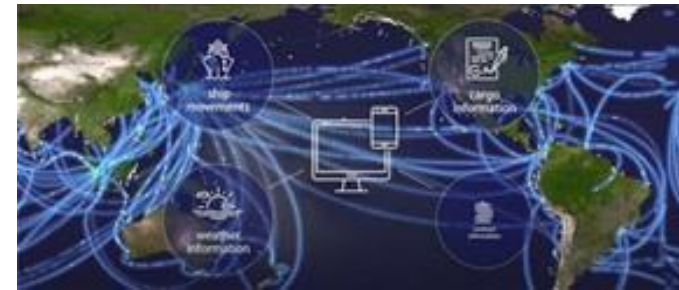 ship
movements
cargo
information
weather
information